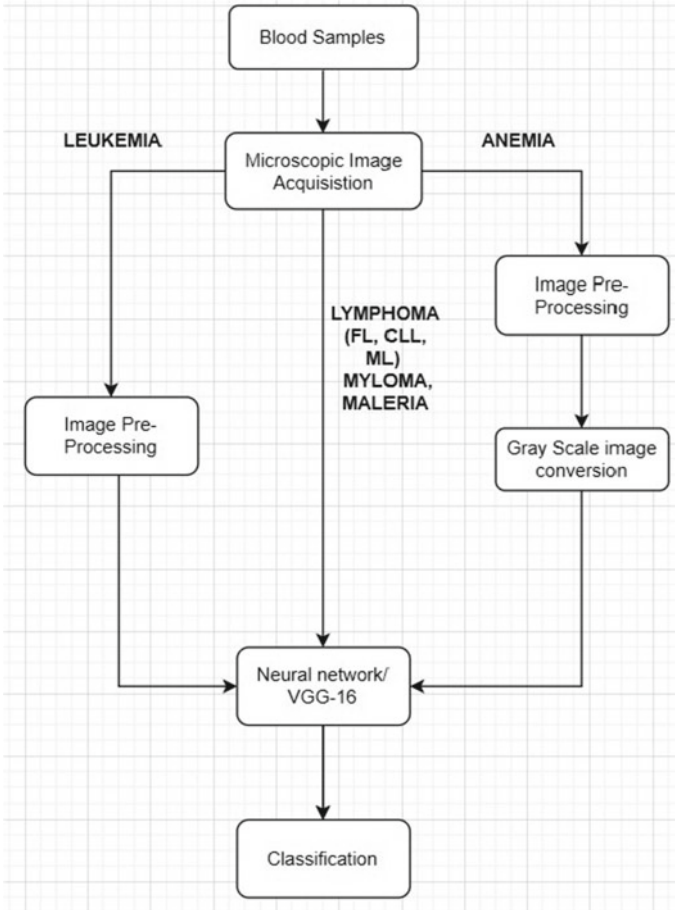 Blood Samples
LEUKEMIA
ANEMIA
Microscopic Image
Acquisistion
Image Pre-
Processing
LYMPHOMA
(FL, CLL,
ML)
MYLOMA,
MALERIA
Image Pre-
Processing
Gray Scale image
conversion
Neural network/
VGG-16
Classification